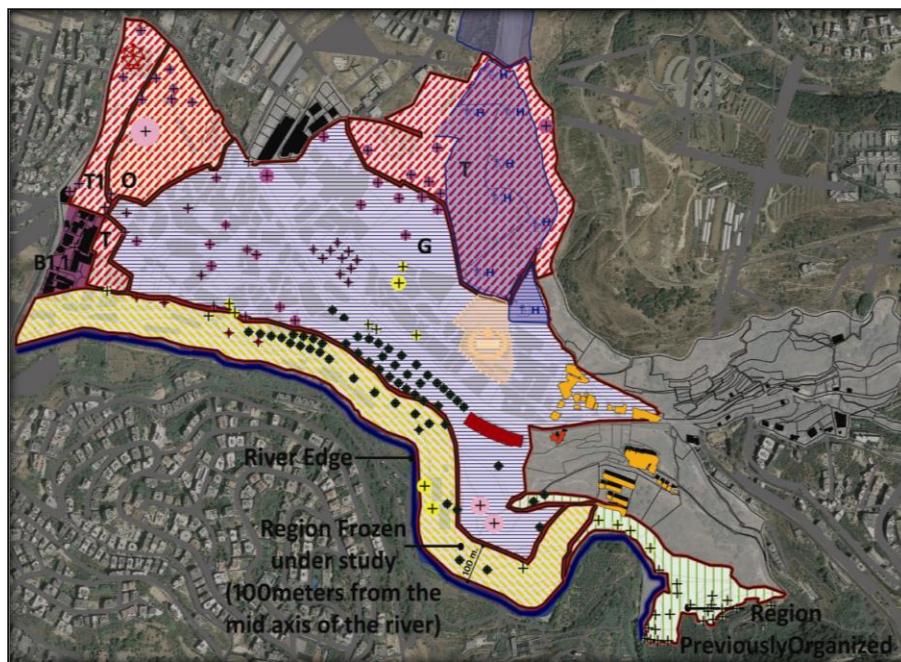 H
H
H
T
T1
O
H
G
H
T
B1.1
H
H
River Edge
Region Frozen
under study
(100meters from the
mid axis of the river)
100 m.
Region
PreviouslyOrganized